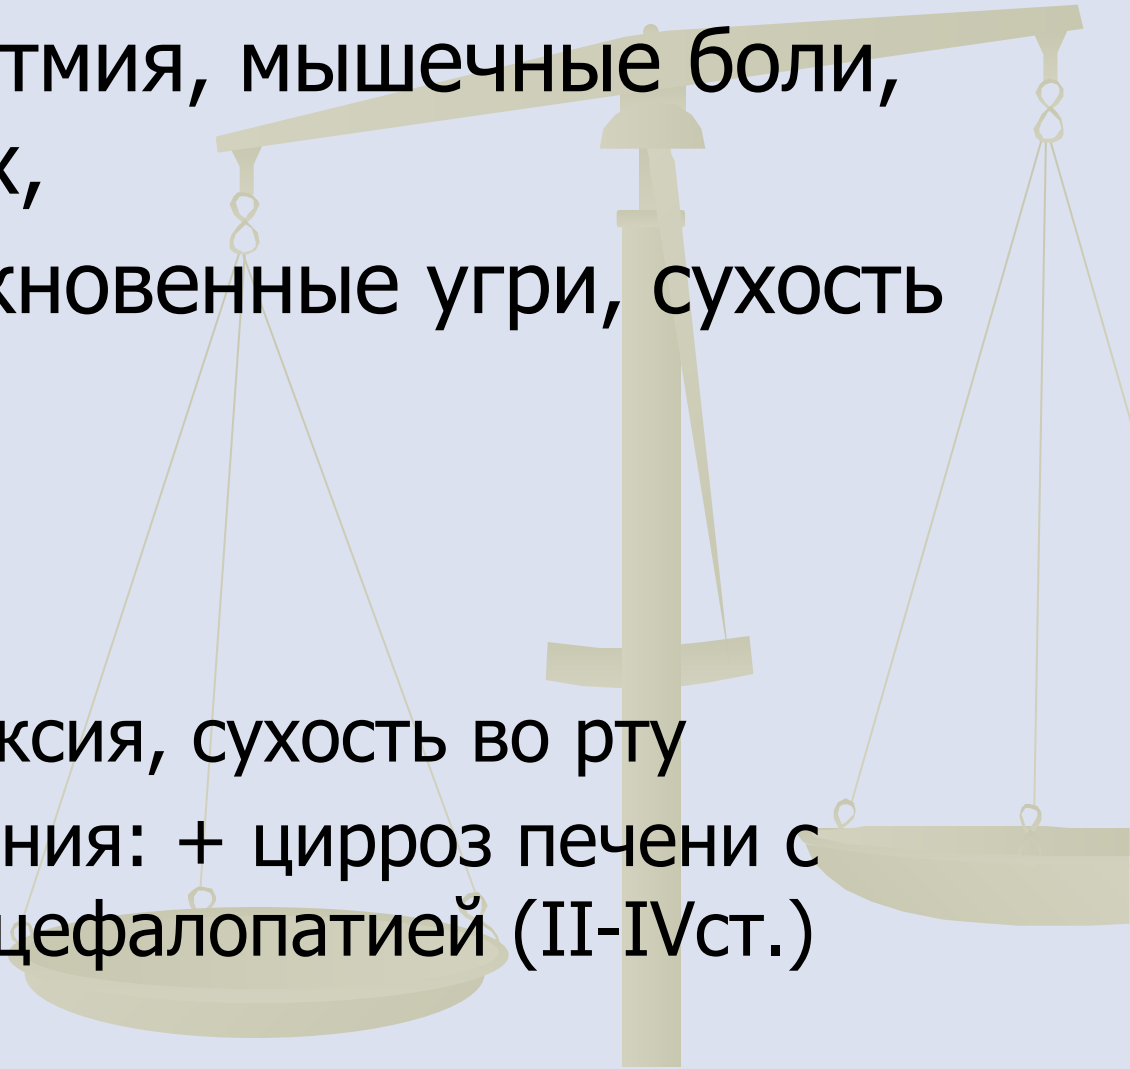 тмия, мышечные боли,
х,
кновенные угри, сухость
ксия, сухость во рту
ния: + цирроз печени с
цефалопатией (II-IVст.)